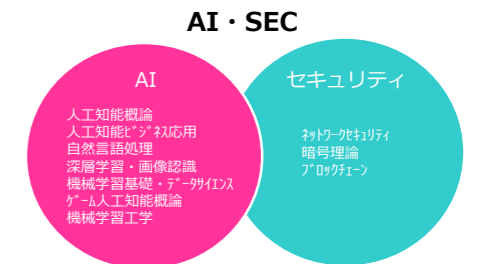 AI・SEC
AI
人工知能概論
人工知能ﾋﾞｼﾞﾈｽ応用
自然言語処理
深層学習・画像認識
機械学習基礎・ﾃﾞｰﾀｻｲｴﾝｽ
ｹﾞｰﾑ人工知能概論
機械学習工学
セキュリティ
ﾈｯﾄﾜｰｸｾｷｭﾘﾃｨ
暗号理論
ﾌﾞﾛｯｸﾁｪｰﾝ